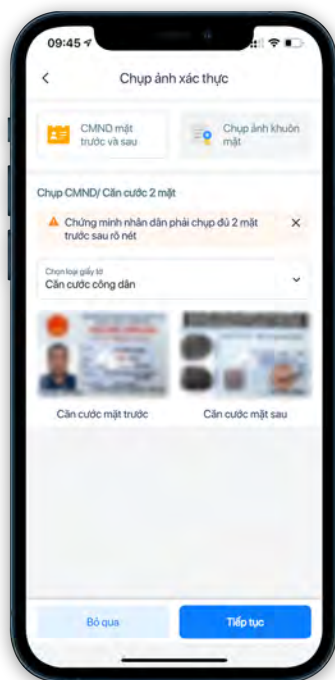 09:45
Chụp ảnh xác thực
CMND mặt
trước và sau
Chụp ảnh khuôn
mặt
Chụp CMND/ Căn cước 2 mặt
Chứng minh nhân dân phải chụp đủ 2 mặt
trước sau rõ nét
Chọn loại giấy tờ
Căn cước công dân
Căn cước mặt trước
Căn cước mặt sau
Bỏ qua
Tiếp tục